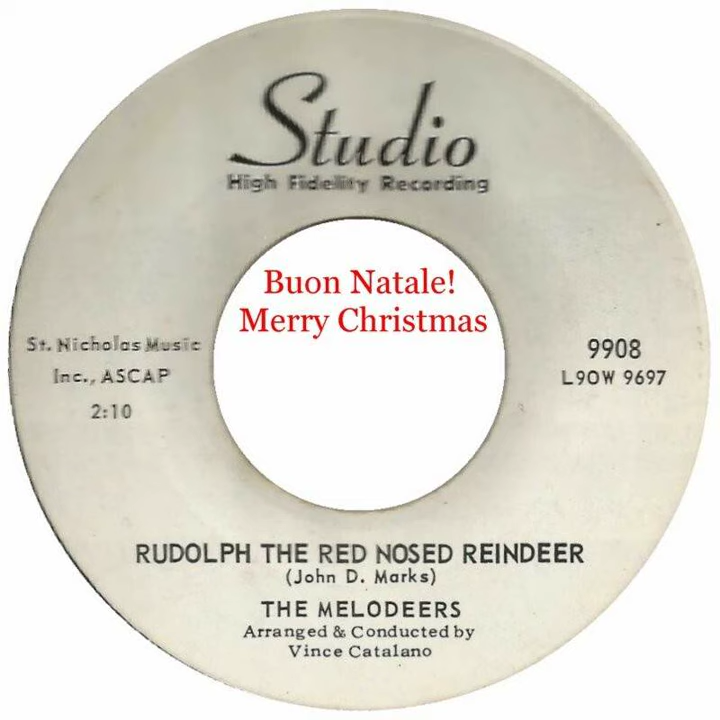 Studio
High Fidelity Recording
Buon Natale!
Merry Christmas
St. Nicholas Music
Inc., ASCAP
2:10
9908
L9OW 9697
RUDOLPH THE RED NOSED REINDEER
(John D. Marks)
THE MELODEERS
Arranged & Conducted by
Vince Catalano